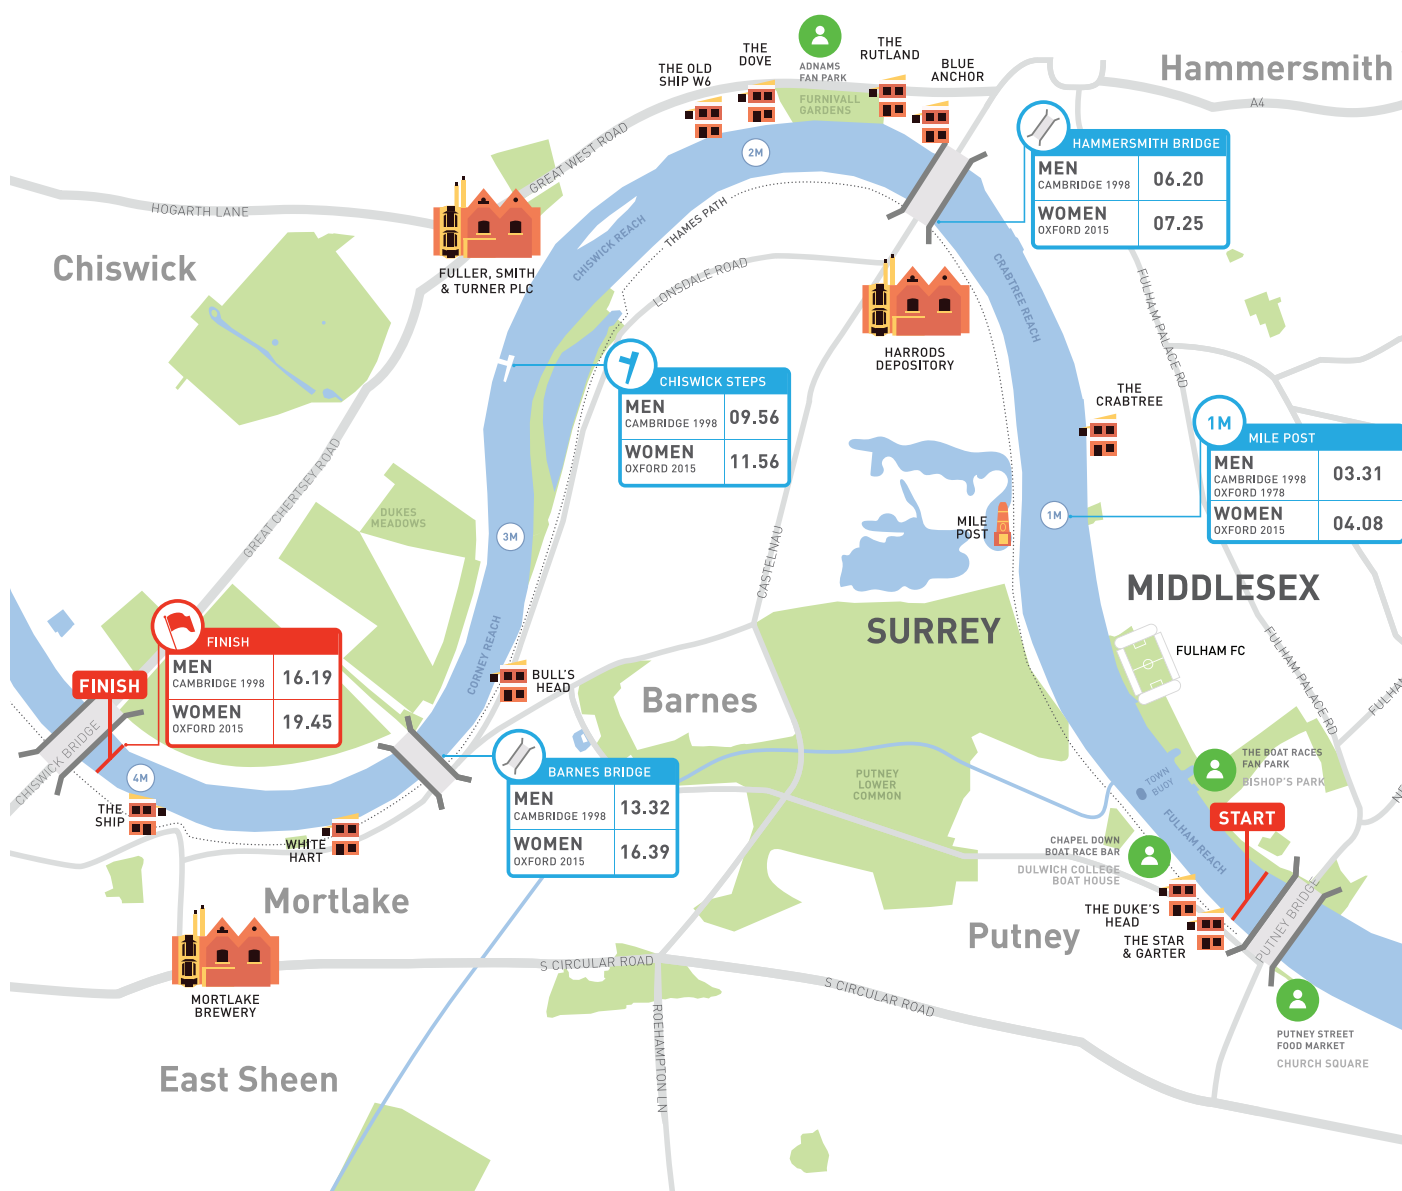 THE
DOVE
ADNAMS
FAN PARK
THE
RUTLAND
THE OLD
SHIP W6
BLUE
ANCHOR
Hammersmith
A4
FURNIVALL
GARDENS
GREAT WEST ROAD
2M
HAMMERSMITH BRIDGE
MEN
CAMBRIDGE 1998
06.20
WOMEN
OXFORD 2015
07.25
HOGARTH LANE
Chiswick
FULLER, SMITH
& TURNER PLC
CHISWICK REACH
THAMES PATH
LONSDALE ROAD
CRABTREE REACH
FULHAM PALACE RD
HARRODS
DEPOSITORY
CHISWICK STEPS
MEN
CAMBRIDGE 1998
09.56
WOMEN
OXFORD 2015
11.56
THE
CRABTREE
1M
MILE POST
MEN
CAMBRIDGE 1998
OXFORD 1978
03.31
WOMEN
OXFORD 2015
04.08
GREAT CHERTSEY ROAD
DUKES
MEADOWS
3M
MILE
POST
1M
CASTELNAU
MIDDLESEX
SURREY
FULHAM FC
FULHAM PALACE RD
FULHAM
FINISH
MEN
CAMBRIDGE 1998
16.19
WOMEN
OXFORD 2015
19.45
FINISH
CORNEY REACH
BULL'S
HEAD
Barnes
CHISWICK BRIDGE
4M
THE
SHIP
WHITE
HART
BARNES BRIDGE
MEN
CAMBRIDGE 1998
13.32
WOMEN
OXFORD 2015
16.39
PUTNEY
LOWER
COMMON
TOWN
BUOY
THE BOAT RACES
FAN PARK
BISHOP'S PARK
NE
START
FULHAM REACH
CHAPEL DOWN
BOAT RACE BAR
DULWICH COLLEGE
BOAT HOUSE
THE DUKE'S
HEAD
THE STAR
& GARTER
Putney
PUTNEY BRIDGE
Mortlake
MORTLAKE
BREWERY
S CIRCULAR ROAD
S CIRCULAR ROAD
ROEHAMPTON LN
PUTNEY STREET
FOOD MARKET
CHURCH SQUARE
East Sheen